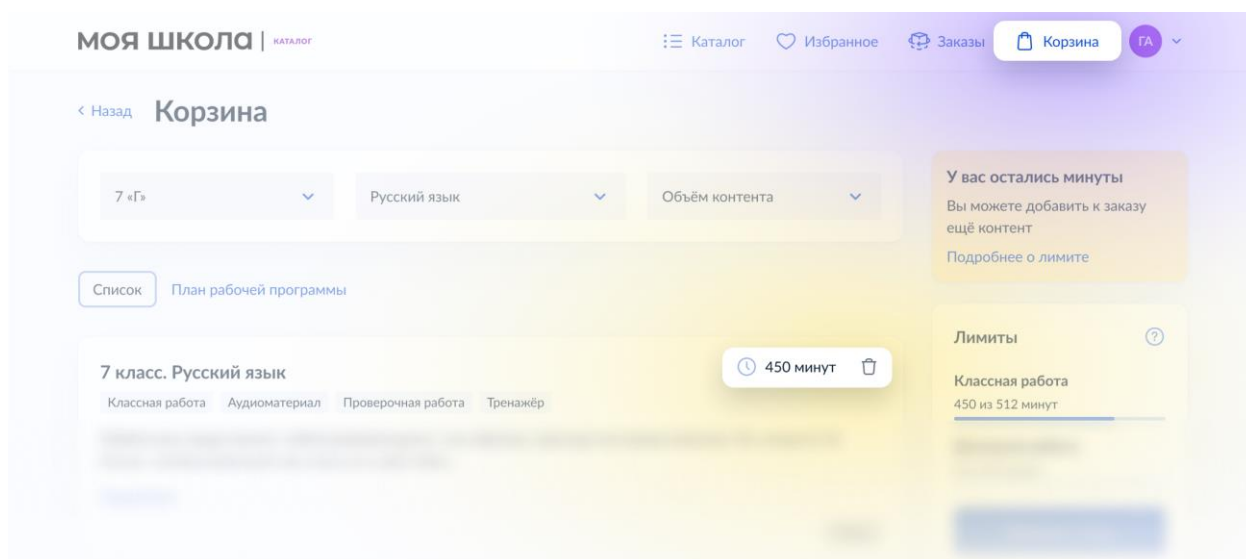 МОЯ ШКОЛА | КАТАЛОГ
Каталог Избранное Заказы Корзина ГА
< Назад Корзина
7 «Г» Русский язык Объём контента
У вас остались минуты
Вы можете добавить к заказу
ещё контент
Подробнее о лимите
Список План рабочей программы
7 класс. Русский язык
450 минут
Классная работа Аудиоматериал Проверочная работа Тренажёр
Лимиты ?
Классная работа
450 из 512 минут